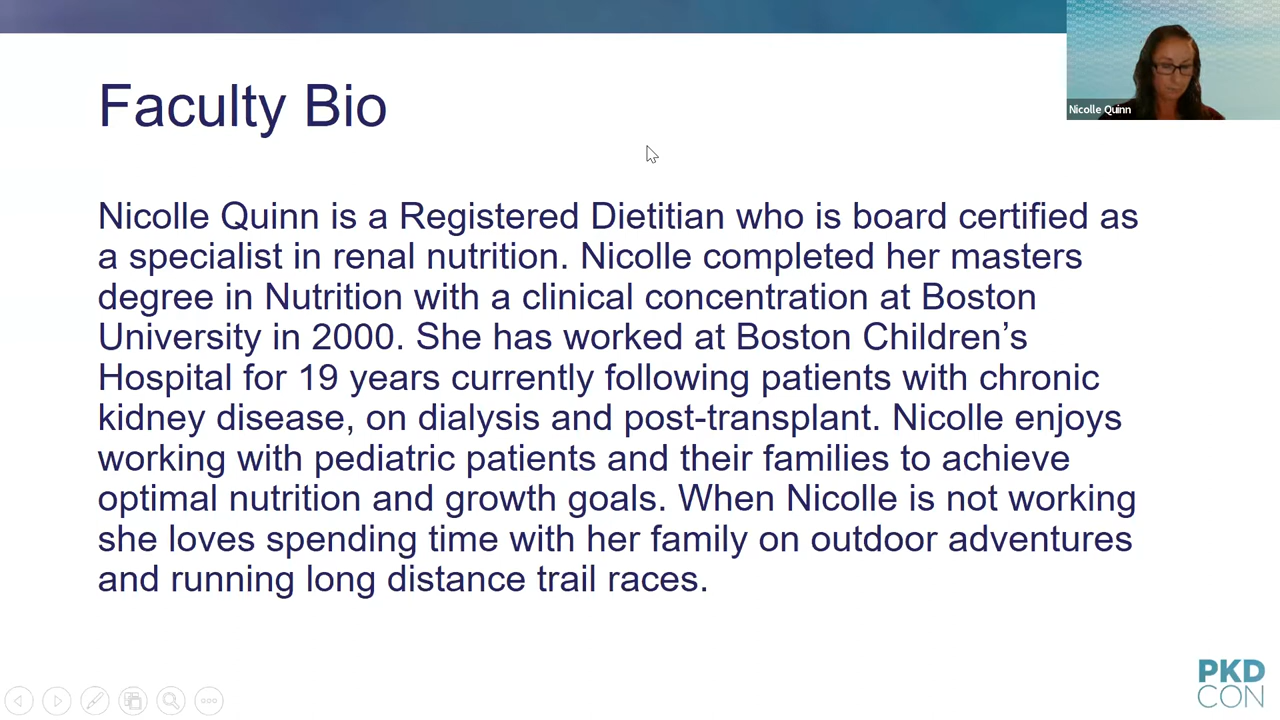 Faculty Bio
Nicolle Quinn
Nicolle Quinn is a Registered Dietitian who is board certified as
a specialist in renal nutrition. Nicolle completed her masters
degree in Nutrition with a clinical concentration at Boston
University in 2000. She has worked at Boston Children’s
Hospital for 19 years currently following patients with chronic
kidney disease, on dialysis and post-transplant. Nicolle enjoys
working with pediatric patients and their families to achieve
optimal nutrition and growth goals. When Nicolle is not working
she loves spending time with her family on outdoor adventures
and running long distance trail races.
PKD
CON